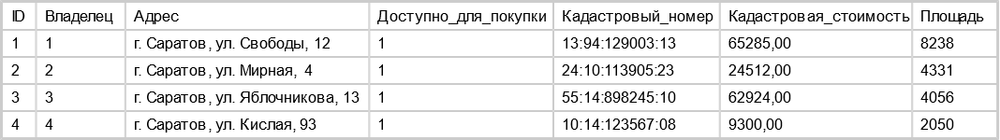 ID Владелец Адрес Доступно_для_покупки Кадастровый_номер Кадастровая_стоимость Площадь
1 1 г. Саратов, ул. Свободы, 12 1 13:94:129003:13 65285,00 8238
2 2 г. Саратов, ул. Мирная, 4 1 24:10:113905:23 24512,00 4331
3 3 г. Саратов, ул. Яблочникова, 13 1 55:14:898245:10 62924,00 4056
4 4 г. Саратов, ул. Кислая, 93 1 10:14:123567:08 9300,00 2050